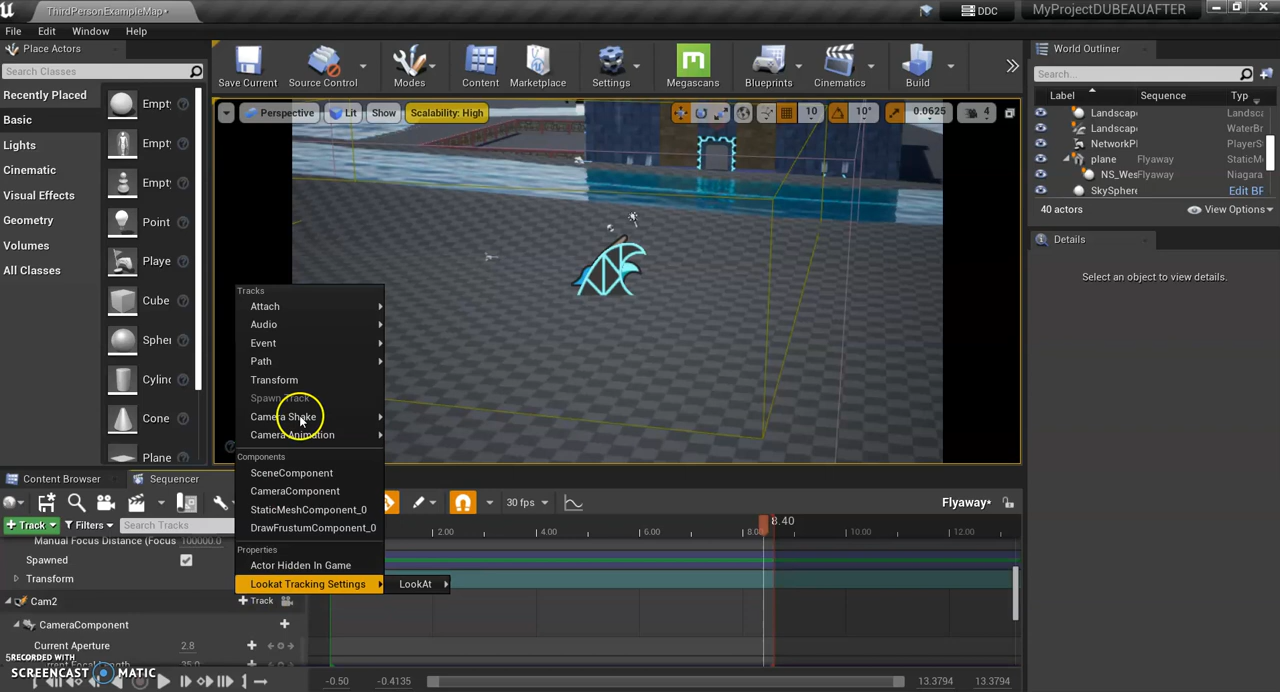 ThirdPersonExampleMap*
DDC
MyProjectDUBEAUAFTER
File Edit Window Help
Place Actors
Search Classes
Recently Placed
Basic
Lights
Cinematic
Visual Effects
Geometry
Volumes
All Classes
Empty
Empty
Empty
Point
Playe
Cube
Spher
Cylin
Cone
Plane
Save Current
Source Control
Modes
Content
Marketplace
Settings
Megascans
Blueprints
Cinematics
Build
Perspective
Lit
Show
Scalability: High
10
10°
0.0625
4
World Outliner
Search...
Label Sequence Typ
Landscap Landsca
Landscap WaterBr
NetworkPl PlayerS
plane Flyaway StaticM
NS_Wes Flyaway Niagara
SkySphere Edit BF
40 actors
View Options
Details
Select an object to view details.
Tracks
Attach
Audio
Event
Path
Transform
Spawn Track
Camera Shake
Camera Animation
Components
SceneComponent
CameraComponent
StaticMeshComponent_0
DrawFrustumComponent_0
Properties
Actor Hidden In Game
Lookat Tracking Settings
LookAt
Content Browser
Sequencer
30 fps
Flyaway*
+ Track
Filters
Search Tracks
8.40
2.00 4.00 6.00 8.00 10.00 12.00
Manual Focus Distance (Focus 100000.0
Spawned
Transform
Cam2
+ Track
CameraComponent
Current Aperture 2.8
RECORDED WITH
SCREENCAST MATIC
-0.50 -0.4135 13.3794 13.3794